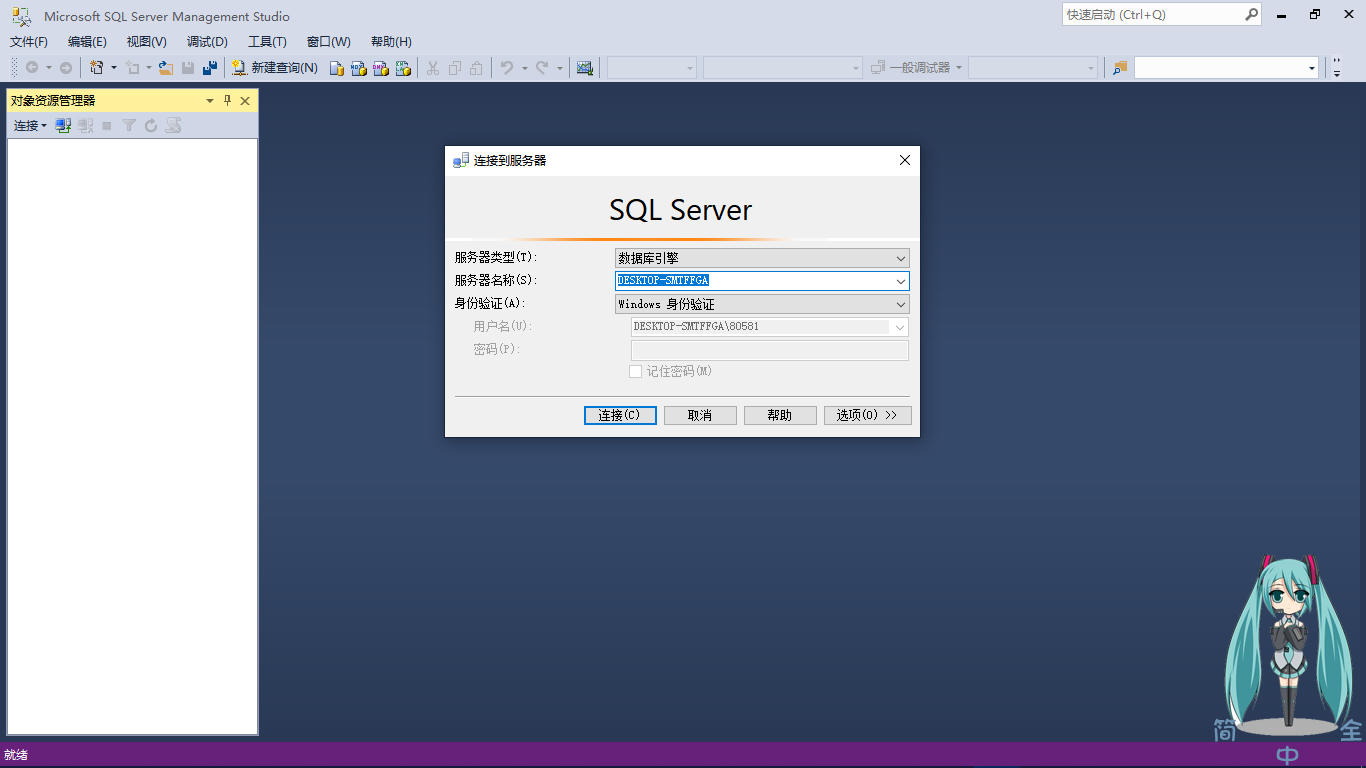 Microsoft SQL Server Management Studio
快速启动 (Ctrl+Q)
文件(F) 编辑(E) 视图(V) 调试(D) 工具(T) 窗口(W) 帮助(H)
新建查询(N) 一般调试器
对象资源管理器
连接
连接到服务器
SQL Server
服务器类型(T): 数据库引擎
服务器名称(S): DESKTOP-SMTFFGA
身份验证(A): Windows 身份验证
用户名(U): DESKTOP-SMTFFGA\80581
密码(P):
记住密码(M)
连接(C) 取消 帮助 选项(O) >>
简 全
中
就绪